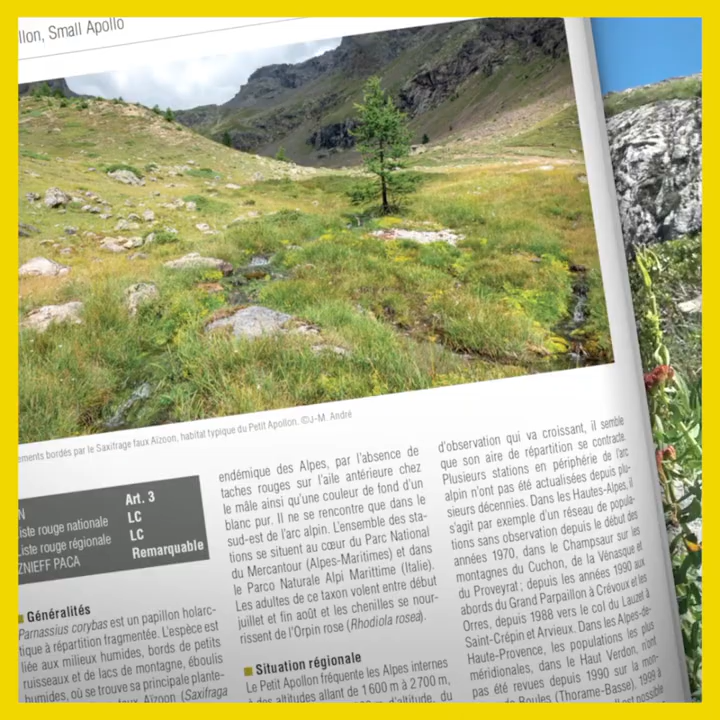 llon, Small Apollo
ements bordés par le Saxifrage faux Aïzoon, habitat typique du Petit Apollon. ©J-M. André
N Art. 3
iste rouge nationale LC
iste rouge régionale LC
ZNIEFF PACA Remarquable
Généralités
Parnassius corybas est un papillon holarc-
tique à répartition fragmentée. L'espèce est
liée aux milieux humides, bords de petits
ruisseaux et de lacs de montagne, éboulis
humides, où se trouve sa principale plante-
Aïzoon (Saxifraga
endémique des Alpes, par l'absence de
taches rouges sur l'aile antérieure chez
le mâle ainsi qu'une couleur de fond d'un
blanc pur. Il ne se rencontre que dans le
sud-est de l'arc alpin. L'ensemble des sta-
tions se situent au cœur du Parc National
du Mercantour (Alpes-Maritimes) et dans
le Parco Naturale Alpi Marittime (Italie).
Les adultes de ce taxon volent entre début
juillet et fin août et les chenilles se nour-
rissent de l'Orpin rose (Rhodiola rosea).
Situation régionale
Le Petit Apollon fréquente les Alpes internes
à des altitudes allant de 1 600 m à 2 700 m,
m d'altitude, du
d'observation qui va croissant, il semble
que son aire de répartition se contracte.
Plusieurs stations en périphérie de l'arc
alpin n'ont pas été actualisées depuis plu-
sieurs décennies. Dans les Hautes-Alpes, il
s'agit par exemple d'un réseau de popula-
tions sans observation depuis le début des
années 1970, dans le Champsaur sur les
montagnes du Cuchon, de la Vénasque et
du Proveyrat ; depuis les années 1990 aux
abords du Grand Parpaillon à Crévoux et les
Orres, depuis 1988 vers le col du Lauzet à
Saint-Crépin et Arvieux. Dans les Alpes-de-
Haute-Provence, les populations les plus
méridionales, dans le Haut Verdon, n'ont
pas été revues depuis 1990 sur la mon-
de Boules (Thorame-Basse), 1999 à
est possible